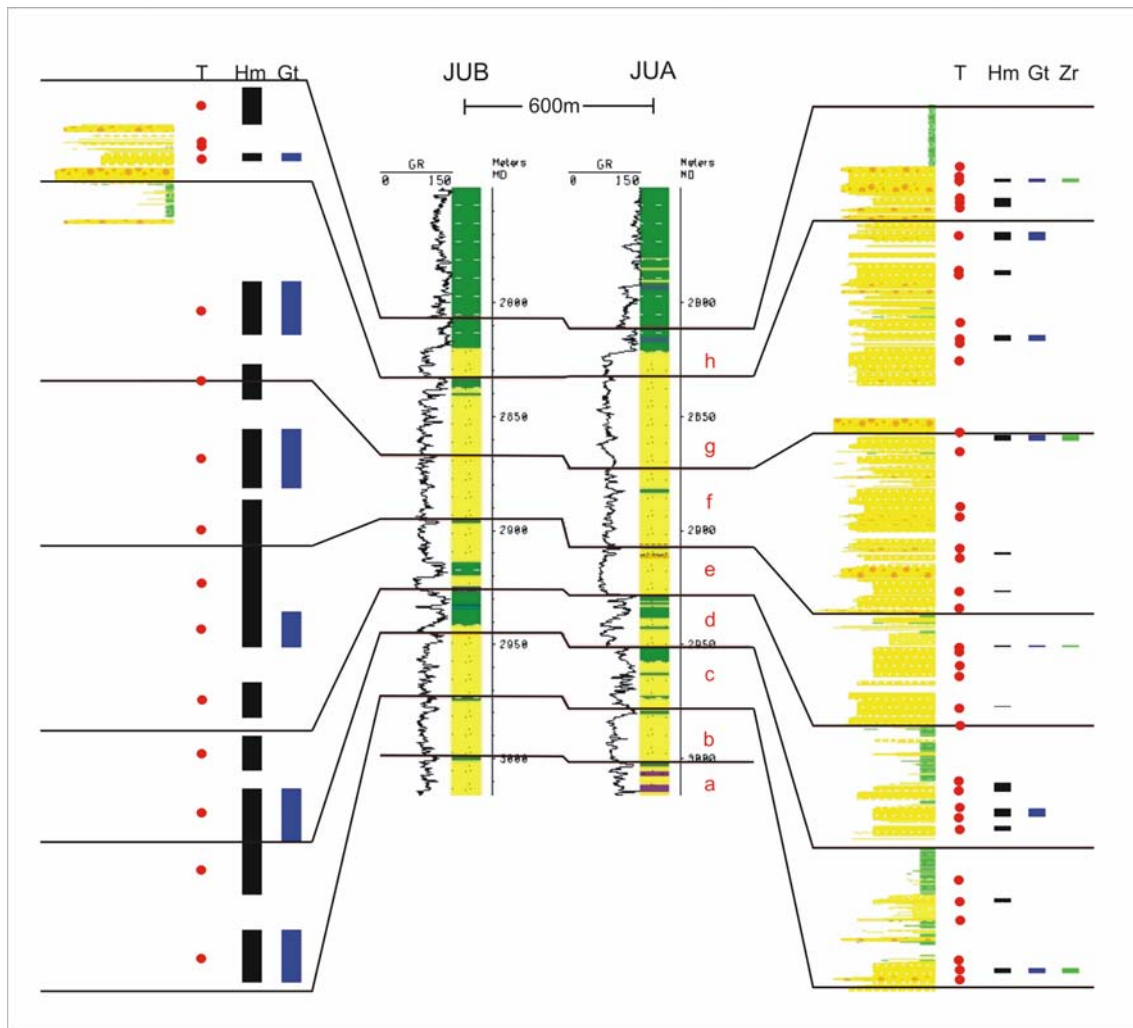 JUB JUA
T Hm Gt T Hm Gt Zr
600m
GR Meters GR Meters
0 150 MD 0 150 MD
2800 2800
h
2850 2850
g
f
2900 2900
e
d
2950 2950
c
b
3000 3000
a